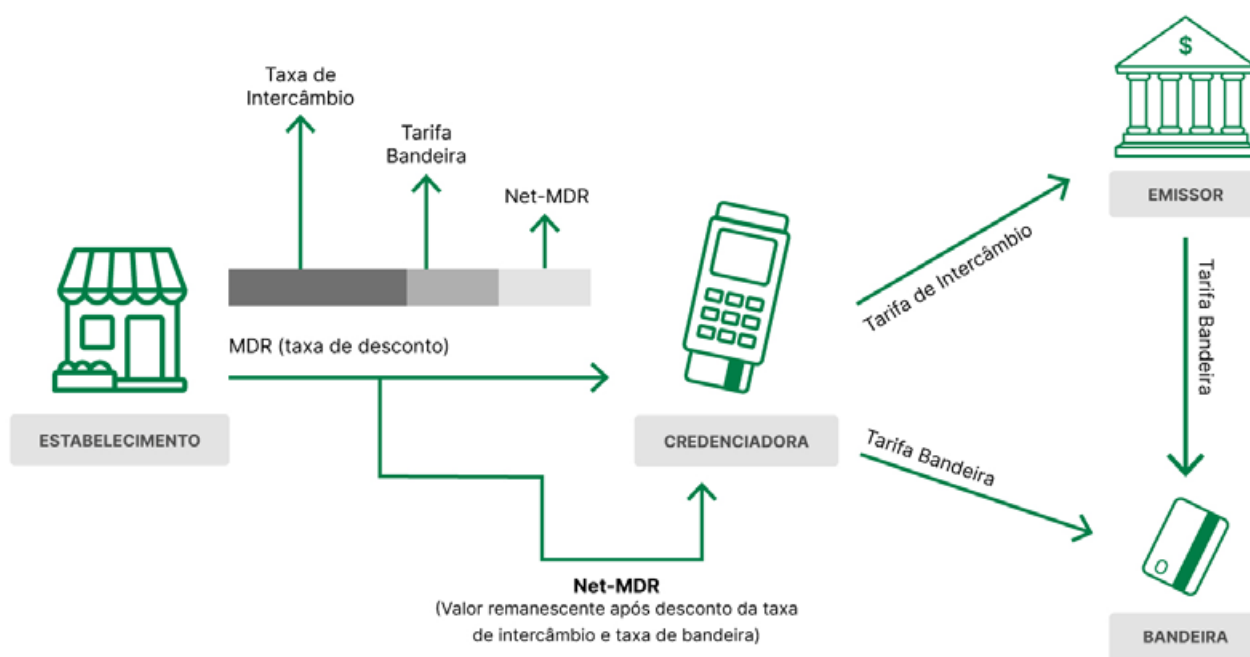 Taxa de
Intercâmbio
Tarifa
Bandeira
Net-MDR
MDR (taxa de desconto)
ESTABELECIMENTO
CREDENCIADORA
Net-MDR
(Valor remanescente após desconto da taxa
de intercâmbio e taxa de bandeira)
Tarifa de Intercâmbio
Tarifa Bandeira
$
EMISSOR
Tarifa Bandeira
BANDEIRA